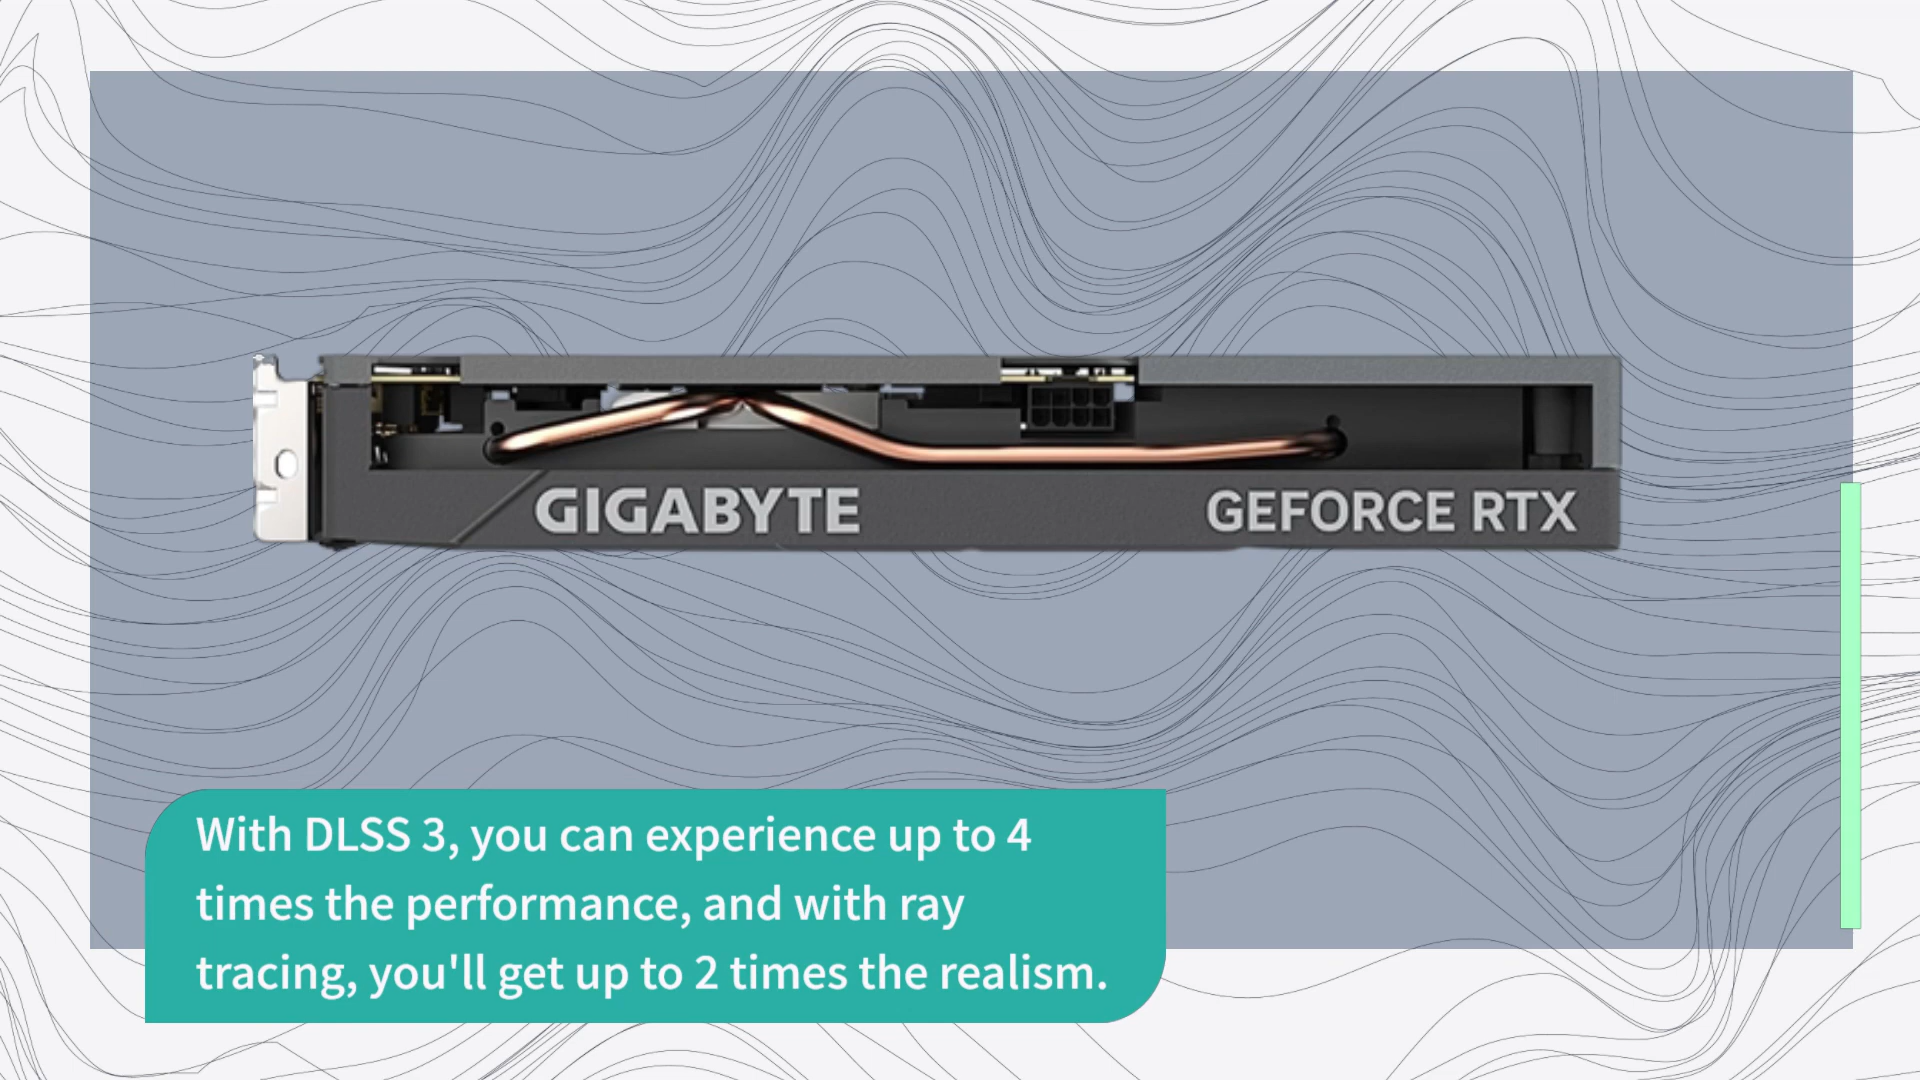 GIGABYTE GEFORCE RTX
With DLSS 3, you can experience up to 4
times the performance, and with ray
tracing, you'll get up to 2 times the realism.